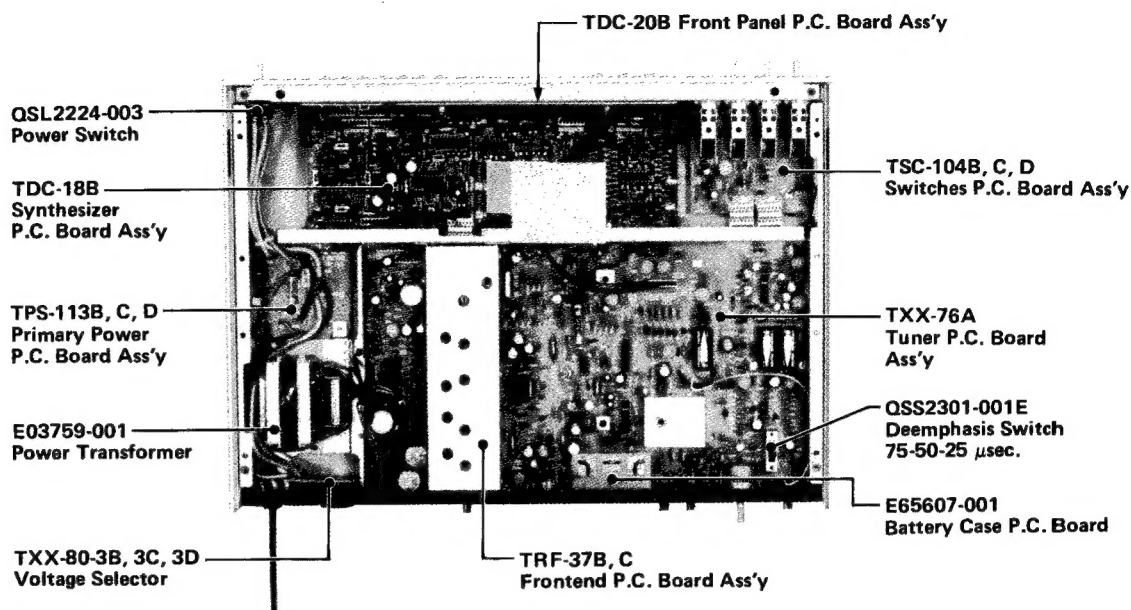 TDC-20B Front Panel P.C. Board Ass'y
QSL2224-003
Power Switch
TDC-18B
Synthesizer
P.C. Board Ass'y
TPS-113B, C, D
Primary Power
P.C. Board Ass'y
E03759-001
Power Transformer
TXX-80-3B, 3C, 3D
Voltage Selector
TRF-37B, C
Frontend P.C. Board Ass'y
TSC-104B, C, D
Switches P.C. Board Ass'y
TXX-76A
Tuner P.C. Board
Ass'y
QSS2301-001E
Deemphasis Switch
75-50-25 μsec.
E65607-001
Battery Case P.C. Board